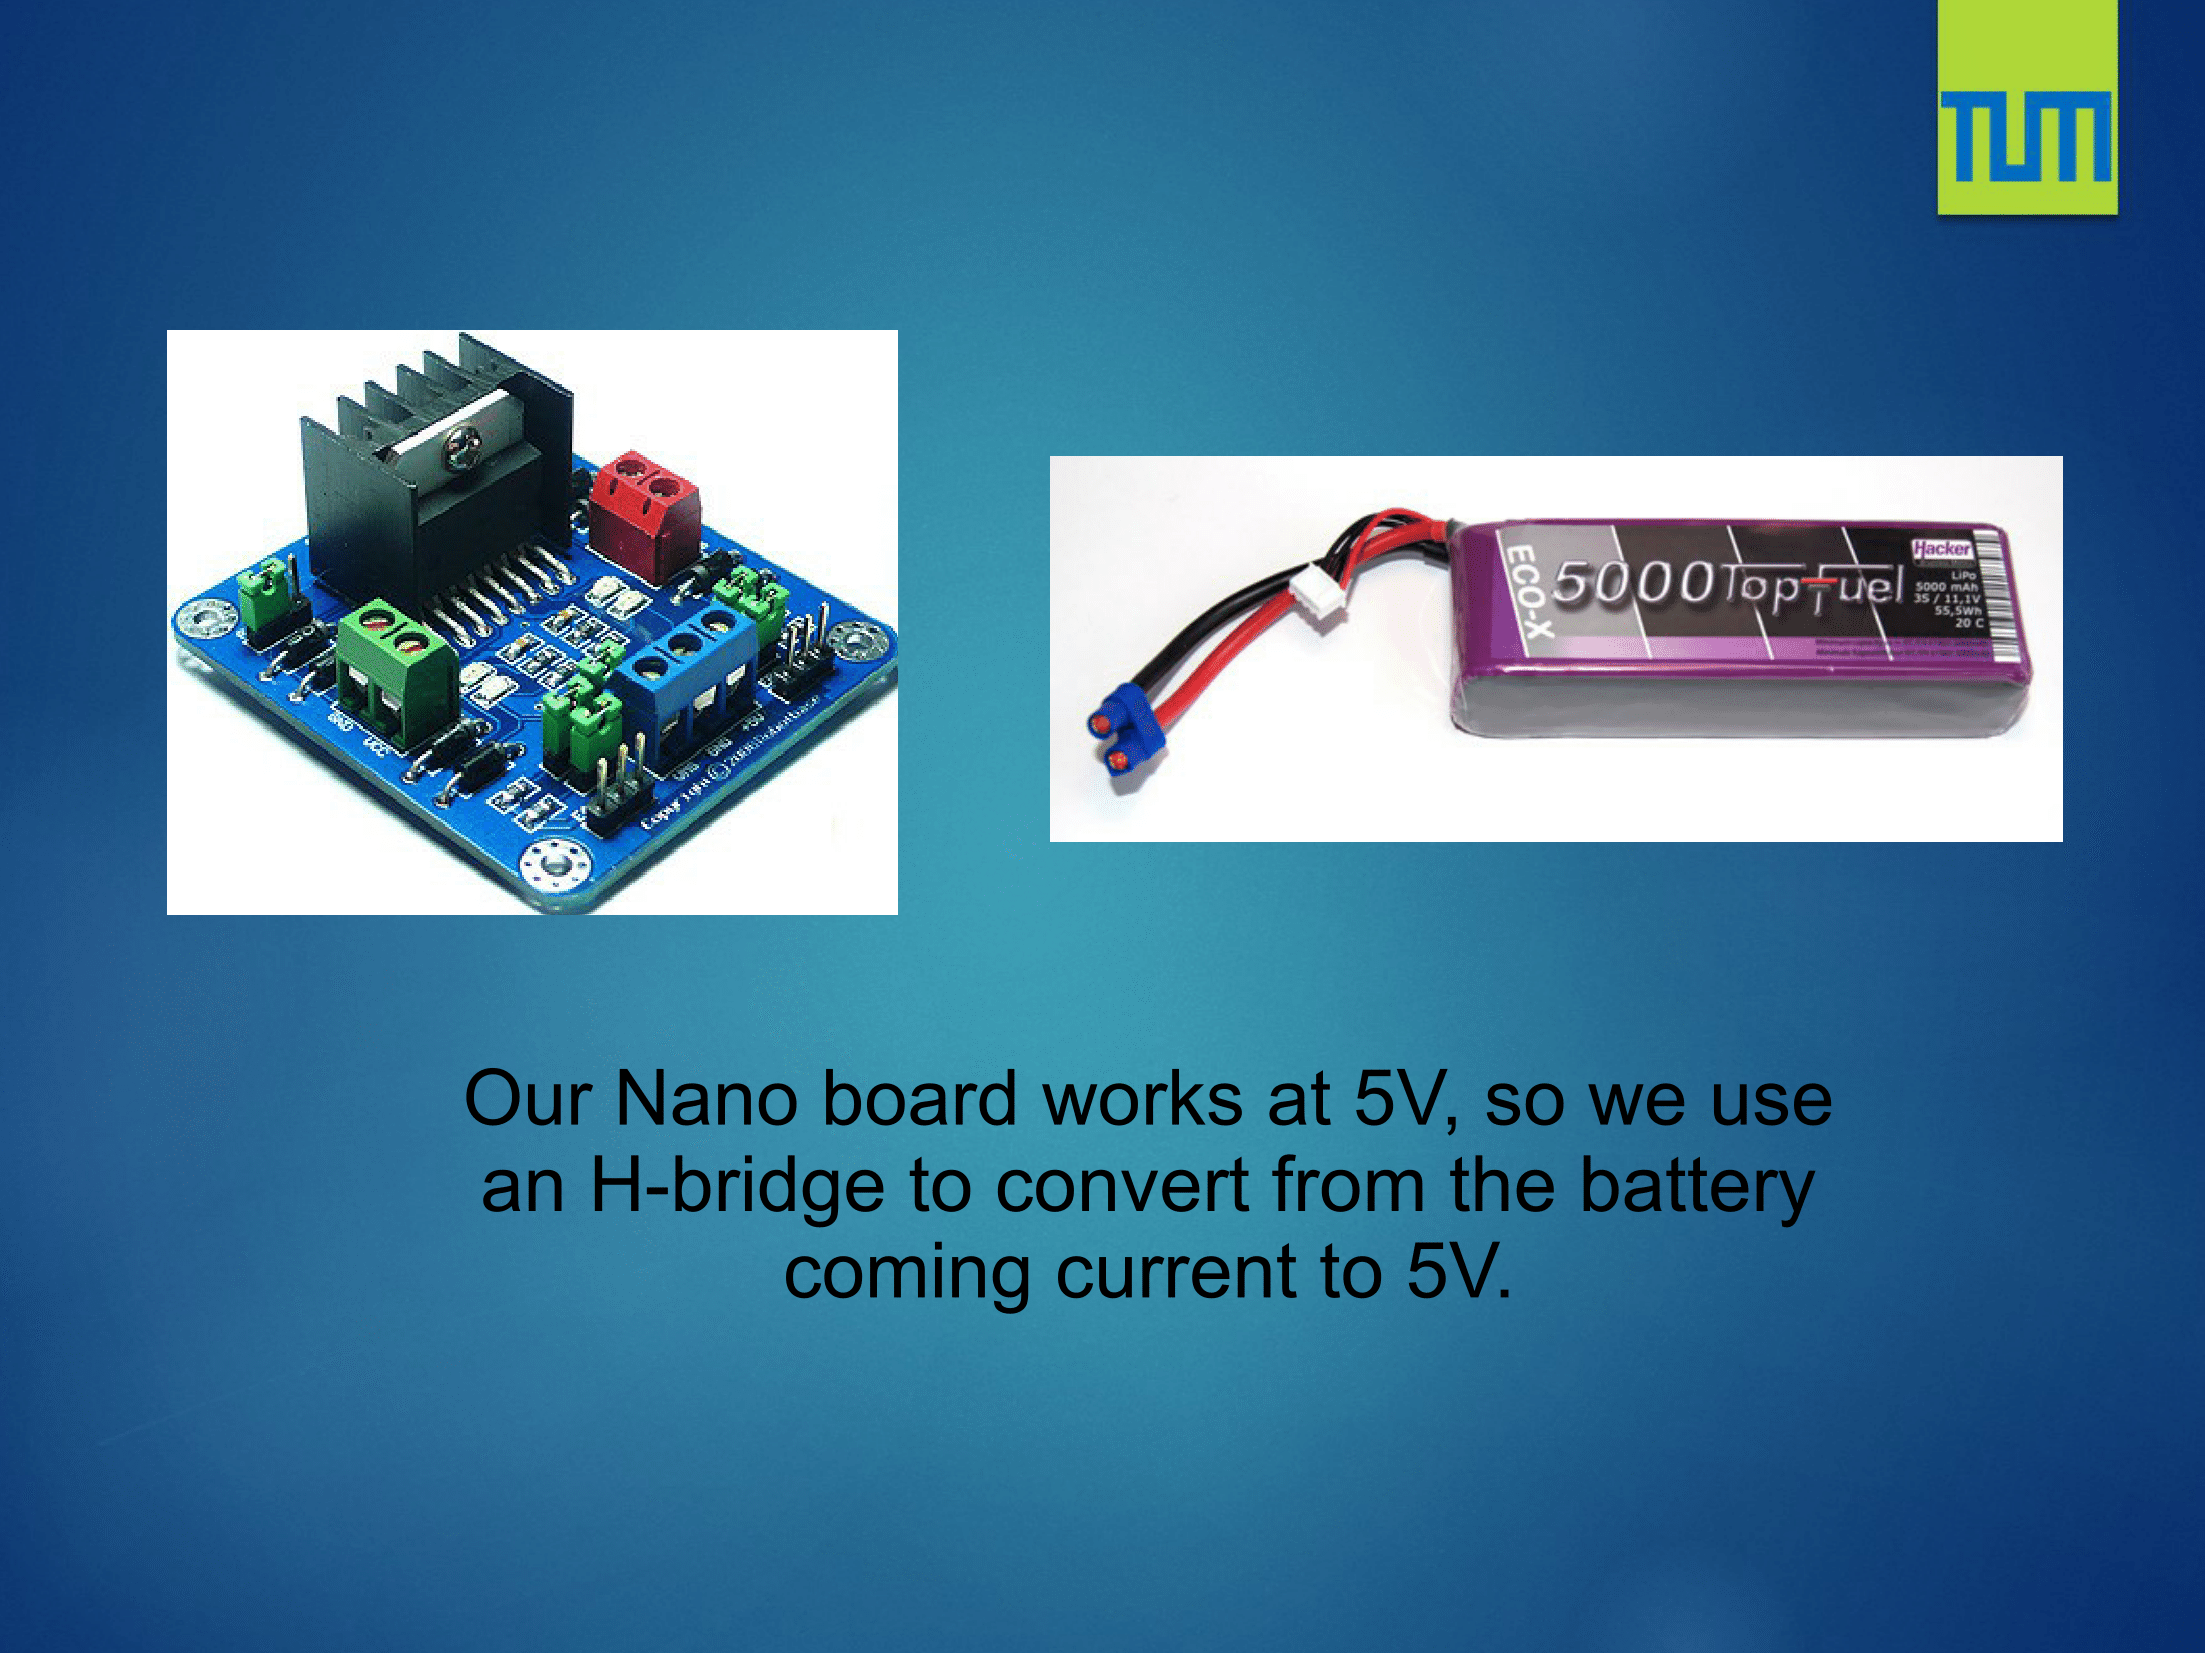 TUM
GND
VCC
GND
Hacker
ECO-X
5000 TopFuel
LiPo
5000 mAh
3S / 11,1V
55,5Wh
20 C
Our Nano board works at 5V, so we use
an H-bridge to convert from the battery
coming current to 5V.